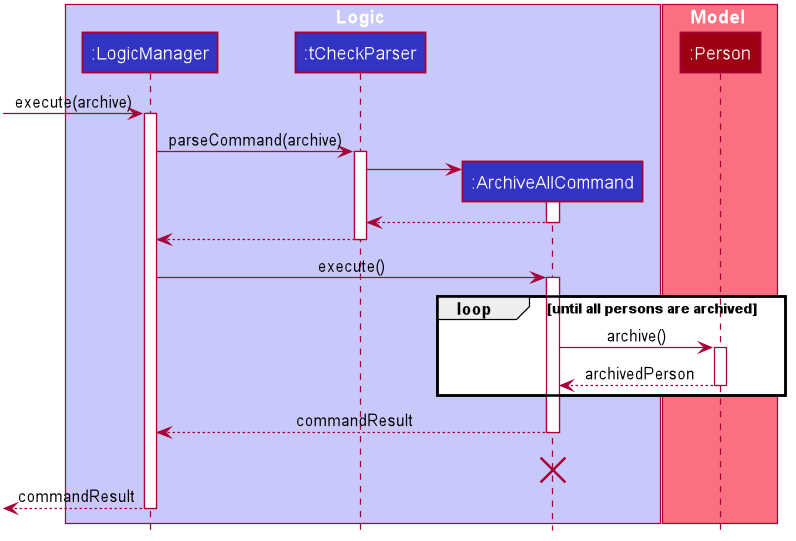 Logic
Model
:LogicManager
:tCheckParser
:Person
execute(archive)
parseCommand(archive)
:ArchiveAllCommand
execute()
loop
[until all persons are archived]
archive()
archivedPerson
commandResult
commandResult